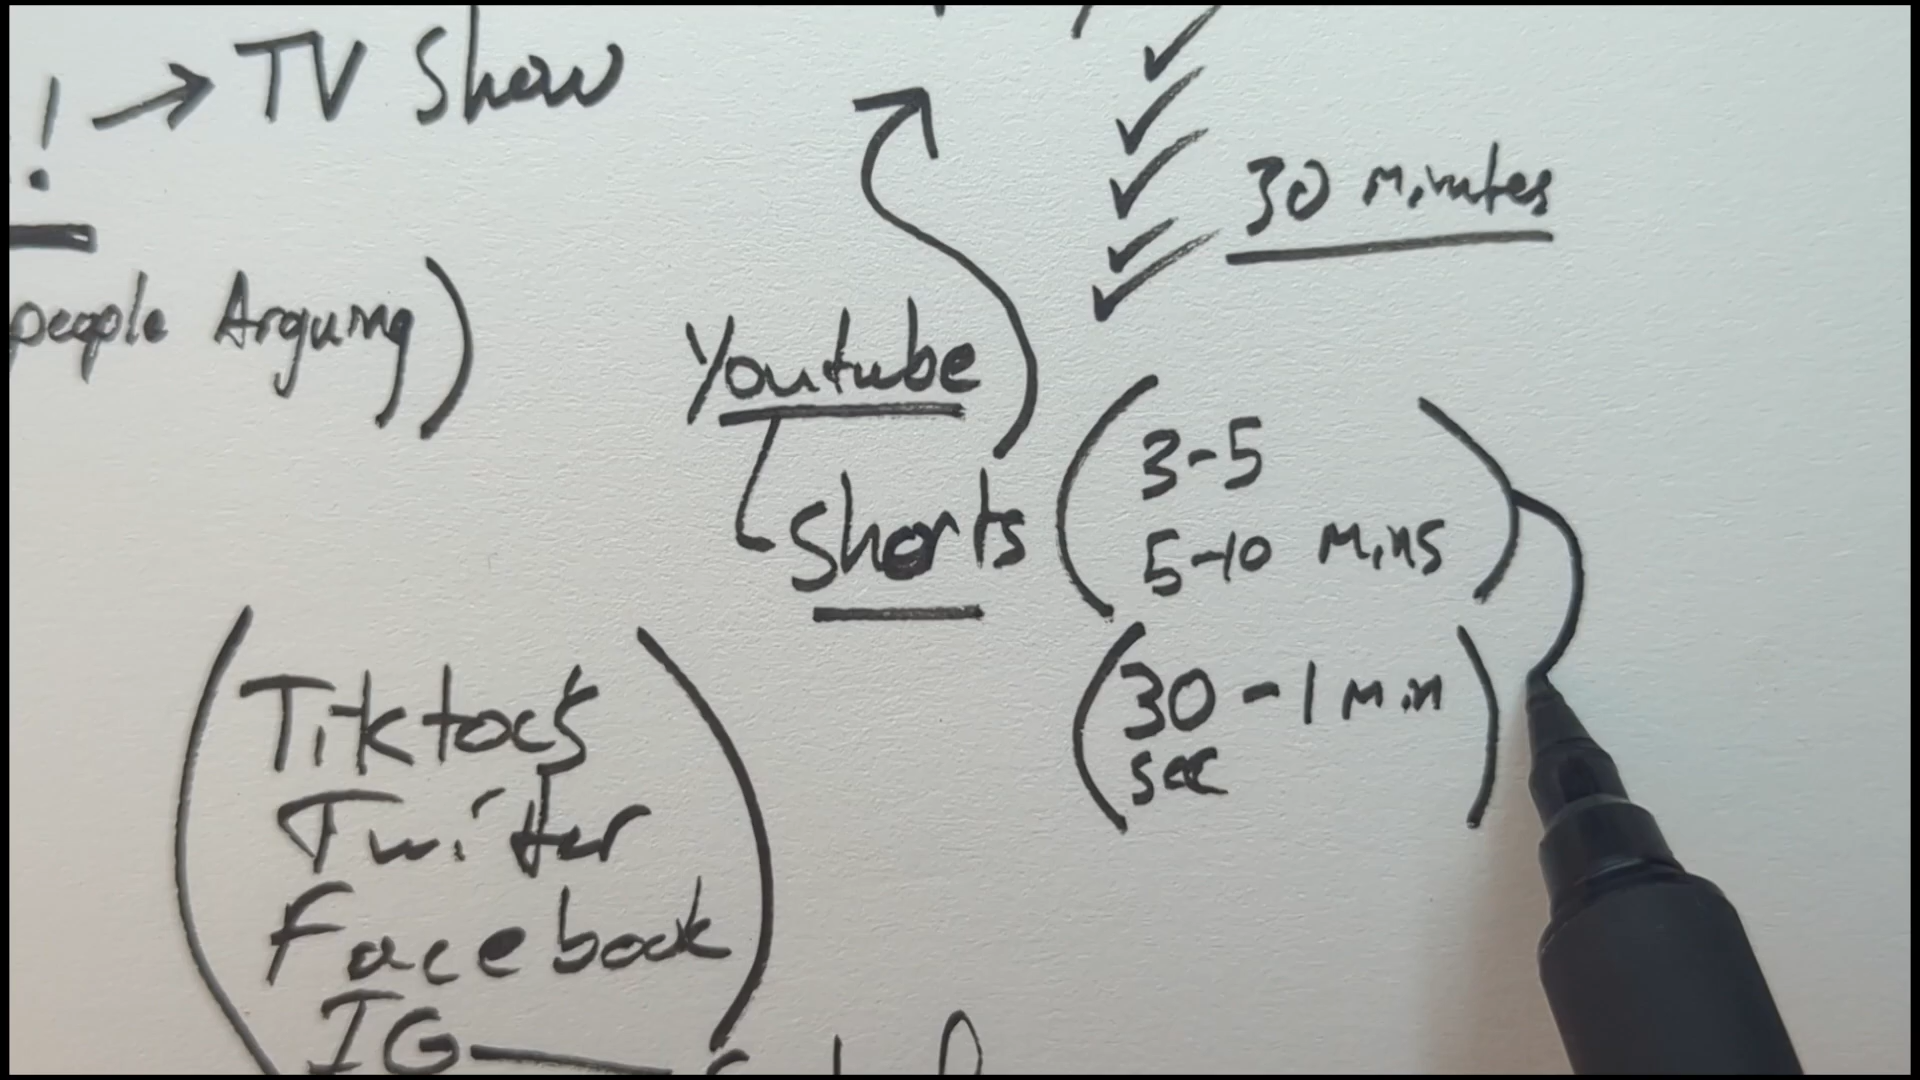 ! → TV Show
30 minutes
people Arguing)
Youtube
Shorts
(3-5
5-10 Mins)
(30 - 1 Min
sec)
(Tiktocs
Twitter
Facebook
IG)